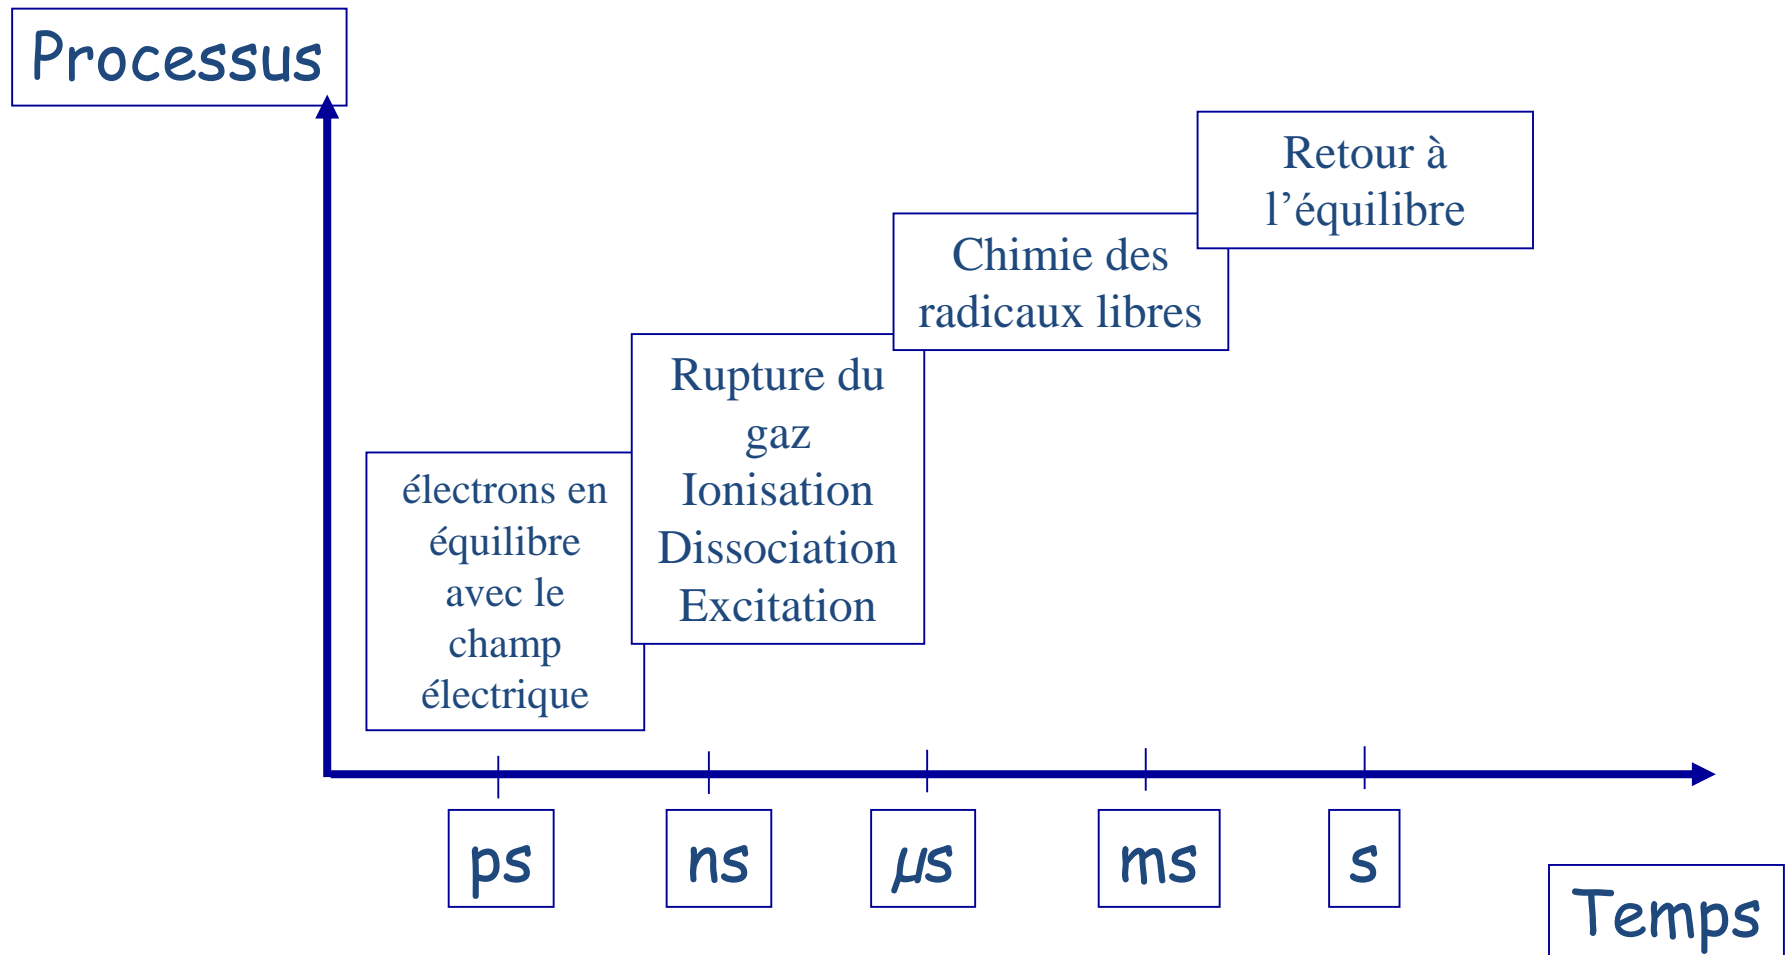 Processus
Retour à
l’équilibre
Chimie des
radicaux libres
Rupture du
gaz
Ionisation
Dissociation
Excitation
électrons en
équilibre
avec le
champ
électrique
ps
ns
µs
ms
s
Temps